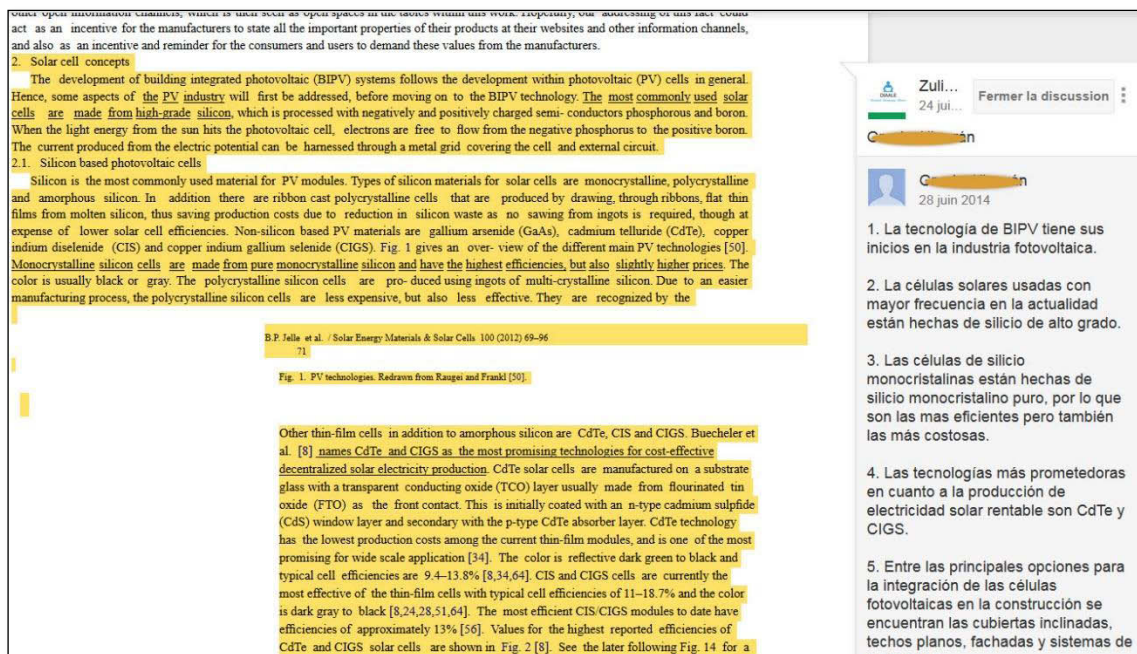 other open information channels, which is then seen as open spaces in the tables within this work. Hopefully, our addressing of this fact could
act as an incentive for the manufacturers to state all the important properties of their products at their websites and other information channels,
and also as an incentive and reminder for the consumers and users to demand these values from the manufacturers.
2. Solar cell concepts
The development of building integrated photovoltaic (BIPV) systems follows the development within photovoltaic (PV) cells in general.
Hence, some aspects of the PV industry will first be addressed, before moving on to the BIPV technology. The most commonly used solar
cells are made from high-grade silicon, which is processed with negatively and positively charged semi- conductors phosphorous and boron.
When the light energy from the sun hits the photovoltaic cell, electrons are free to flow from the negative phosphorus to the positive boron.
The current produced from the electric potential can be harnessed through a metal grid covering the cell and external circuit.
2.1. Silicon based photovoltaic cells
Silicon is the most commonly used material for PV modules. Types of silicon materials for solar cells are monocrystalline, polycrystalline
and amorphous silicon. In addition there are ribbon cast polycrystalline cells that are produced by drawing, through ribbons, flat thin
films from molten silicon, thus saving production costs due to reduction in silicon waste as no sawing from ingots is required, though at
expense of lower solar cell efficiencies. Non-silicon based PV materials are gallium arsenide (GaAs), cadmium telluride (CdTe), copper
indium diselenide (CIS) and copper indium gallium selenide (CIGS). Fig. 1 gives an over- view of the different main PV technologies [50].
Monocrystalline silicon cells are made from pure monocrystalline silicon and have the highest efficiencies, but also slightly higher prices. The
color is usually black or gray. The polycrystalline silicon cells are pro- duced using ingots of multi-crystalline silicon. Due to an easier
manufacturing process, the polycrystalline silicon cells are less expensive, but also less effective. They are recognized by the
B.P. Jelle et al. / Solar Energy Materials & Solar Cells 100 (2012) 69–96
71
Fig. 1. PV technologies. Redrawn from Raugei and Frankl [50].
Other thin-film cells in addition to amorphous silicon are CdTe, CIS and CIGS. Buecheler et
al. [8] names CdTe and CIGS as the most promising technologies for cost-effective
decentralized solar electricity production. CdTe solar cells are manufactured on a substrate
glass with a transparent conducting oxide (TCO) layer usually made from flourinated tin
oxide (FTO) as the front contact. This is initially coated with an n-type cadmium sulpfide
(CdS) window layer and secondary with the p-type CdTe absorber layer. CdTe technology
has the lowest production costs among the current thin-film modules, and is one of the most
promising for wide scale application [34]. The color is reflective dark green to black and
typical cell efficiencies are 9.4–13.8% [8,34,64]. CIS and CIGS cells are currently the
most effective of the thin-film cells with typical cell efficiencies of 11–18.7% and the color
is dark gray to black [8,24,28,51,64]. The most efficient CIS/CIGS modules to date have
efficiencies of approximately 13% [56]. Values for the highest reported efficiencies of
CdTe and CIGS solar cells are shown in Fig. 2 [8]. See the later following Fig. 14 for a
Zuli...
24 jui...
Fermer la discussion
28 juin 2014
1. La tecnología de BIPV tiene sus
inicios en la industria fotovoltaica.
2. La células solares usadas con
mayor frecuencia en la actualidad
están hechas de silicio de alto grado.
3. Las células de silicio
monocristalinas están hechas de
silicio monocristalino puro, por lo que
son las mas eficientes pero también
las más costosas.
4. Las tecnologías más prometedoras
en cuanto a la producción de
electricidad solar rentable son CdTe y
CIGS.
5. Entre las principales opciones para
la integración de las células
fotovoltaicas en la construcción se
encuentran las cubiertas inclinadas,
techos planos, fachadas y sistemas de